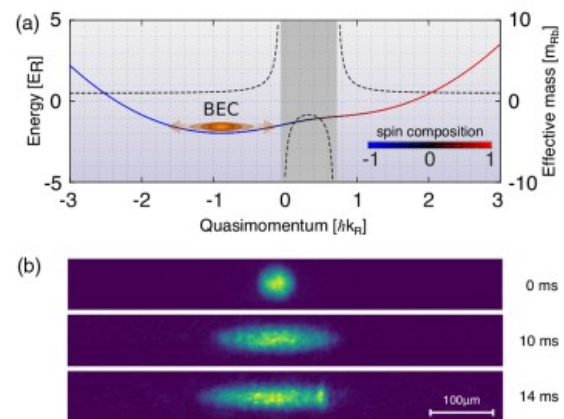 (a)
5
0
-5
Energy [E_R]
BEC
spin composition
-1 0 1
10
0
-10
Effective mass [m_Rb]
-3 -2 -1 0 1 2 3
Quasimomentum [ħk_R]
(b)
0 ms
10 ms
14 ms
100μm